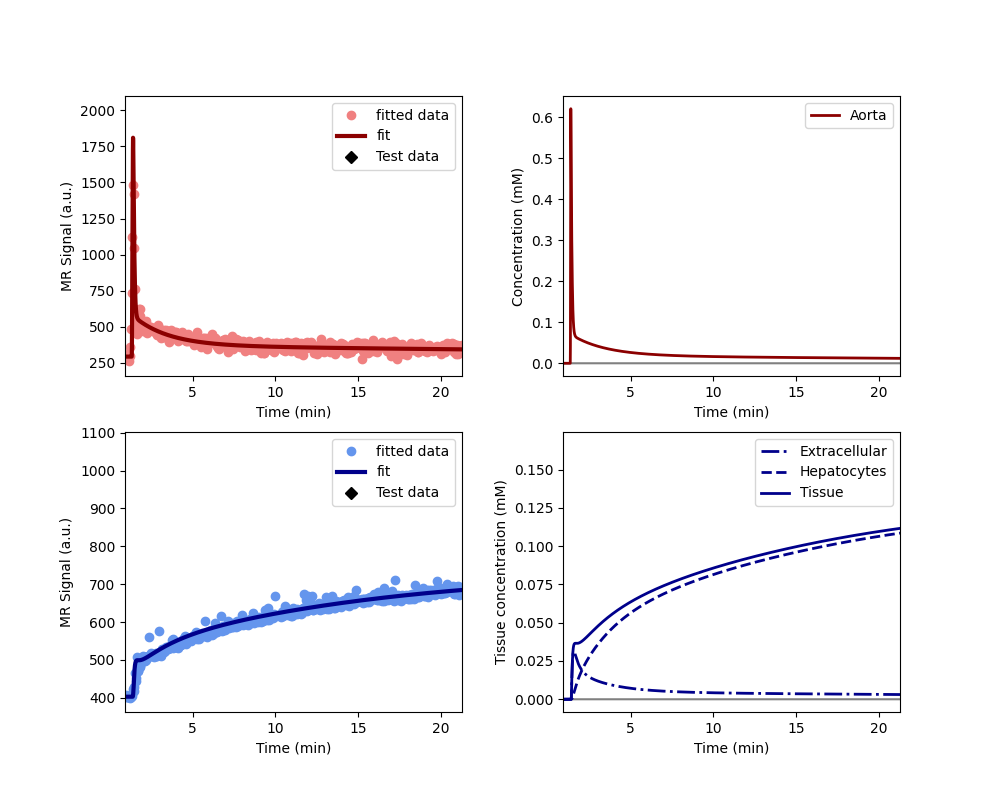 2000
1750
1500
1250
1000
750
500
250
MR Signal (a.u.)
5
10
15
20
Time (min)
fitted data
fit
Test data
0.6
0.5
0.4
0.3
0.2
0.1
0.0
Concentration (mM)
5
10
15
20
Time (min)
Aorta
1100
1000
900
800
700
600
500
400
MR Signal (a.u.)
5
10
15
20
Time (min)
fitted data
fit
Test data
0.150
0.125
0.100
0.075
0.050
0.025
0.000
Tissue concentration (mM)
5
10
15
20
Time (min)
Extracellular
Hepatocytes
Tissue